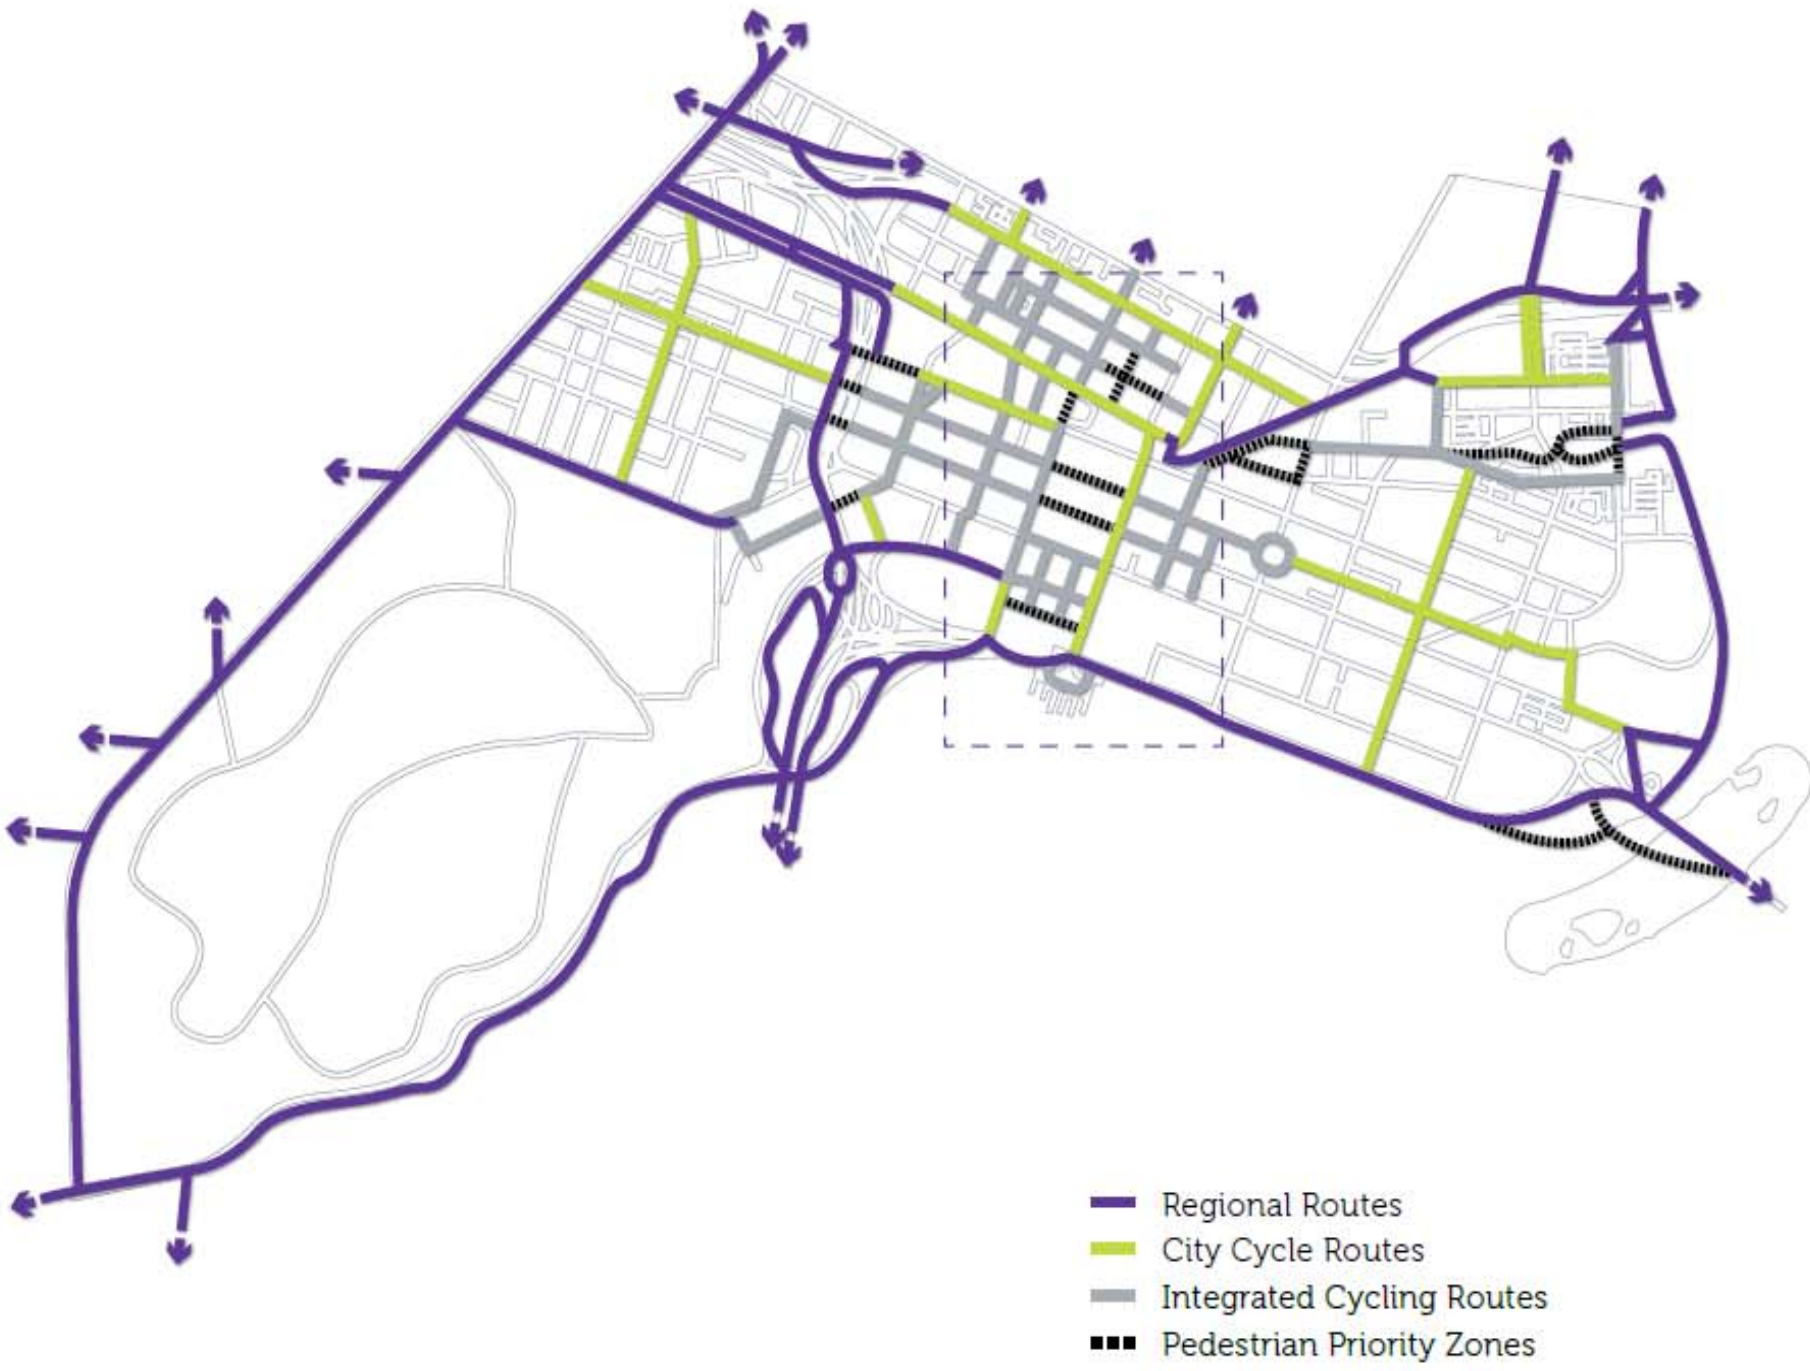 Regional Routes
City Cycle Routes
Integrated Cycling Routes
Pedestrian Priority Zones